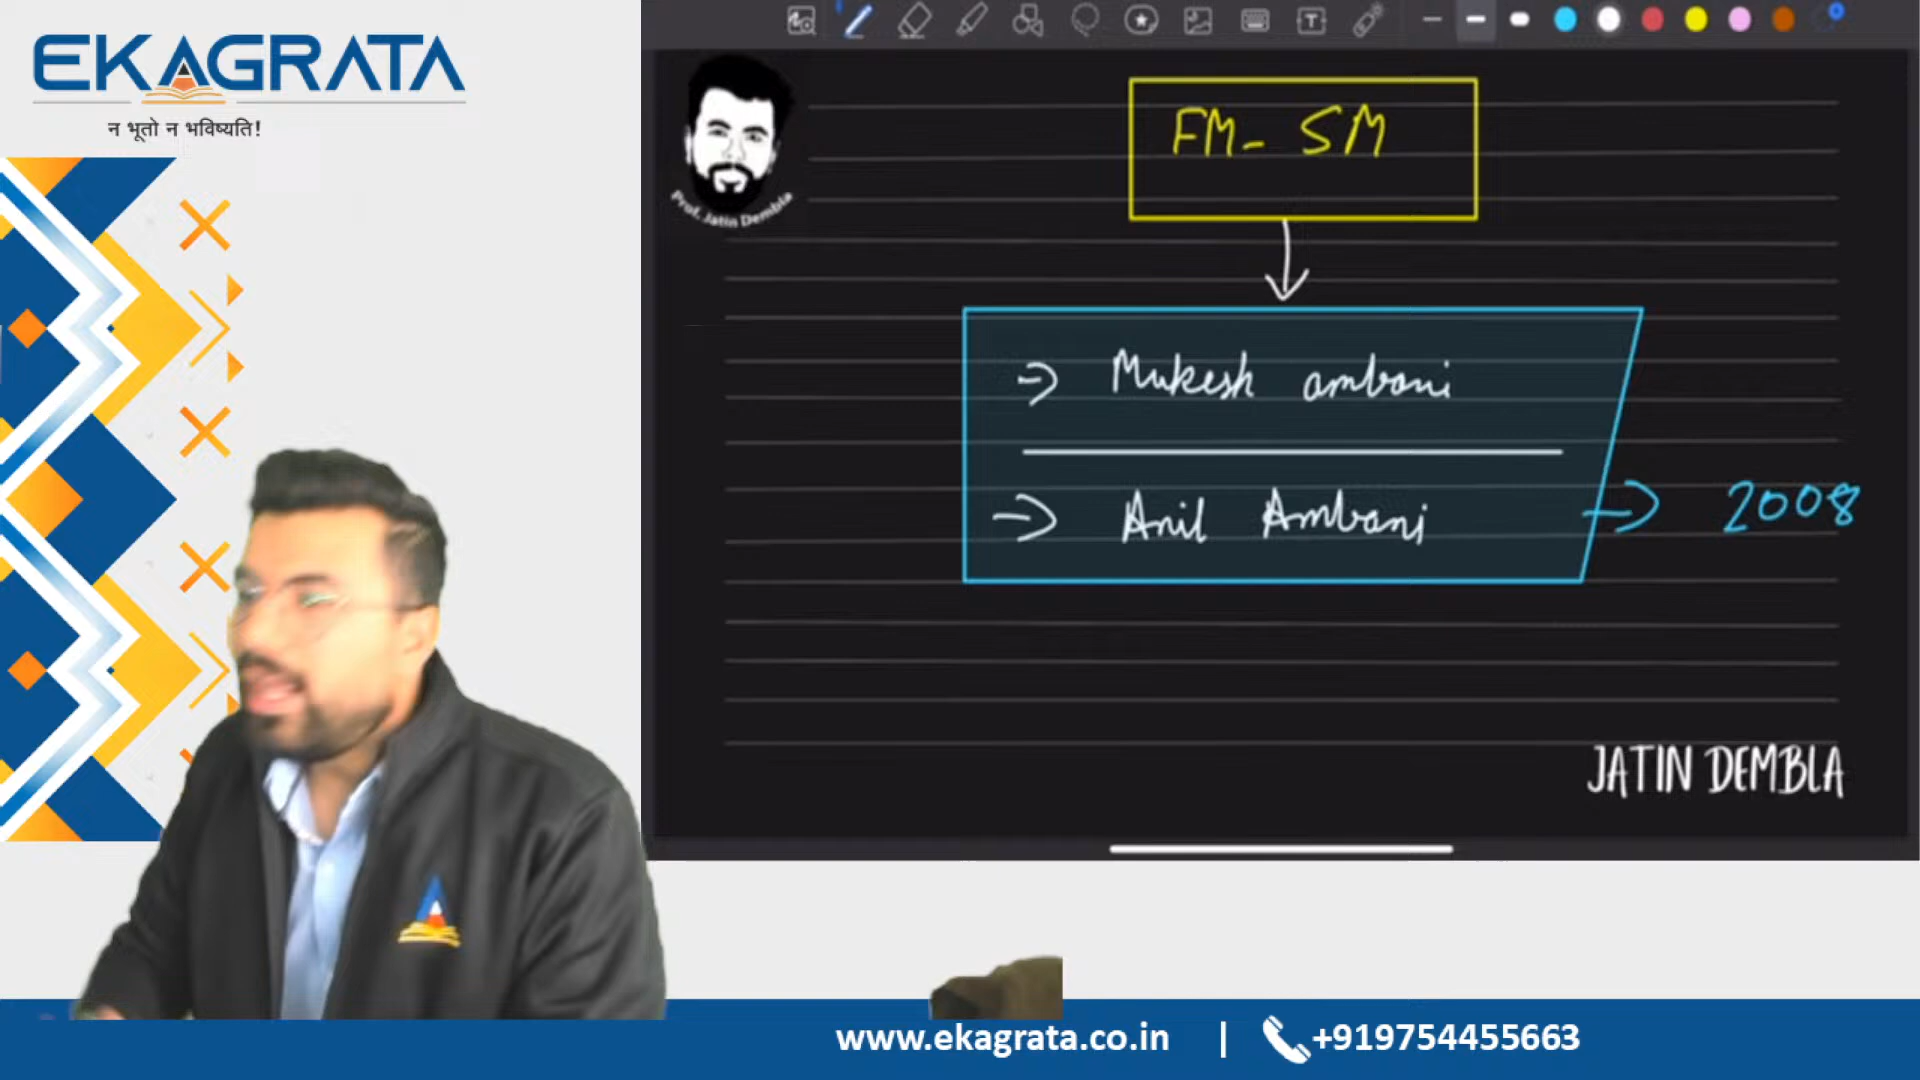 EKAGRATA
न भूतो न भविष्यति!
Prof. Jatin Dembla
FM- SM
→ Mukesh ambani
→ Anil Ambani → 2008
JATIN DEMBLA
www.ekagrata.co.in | +919754455663